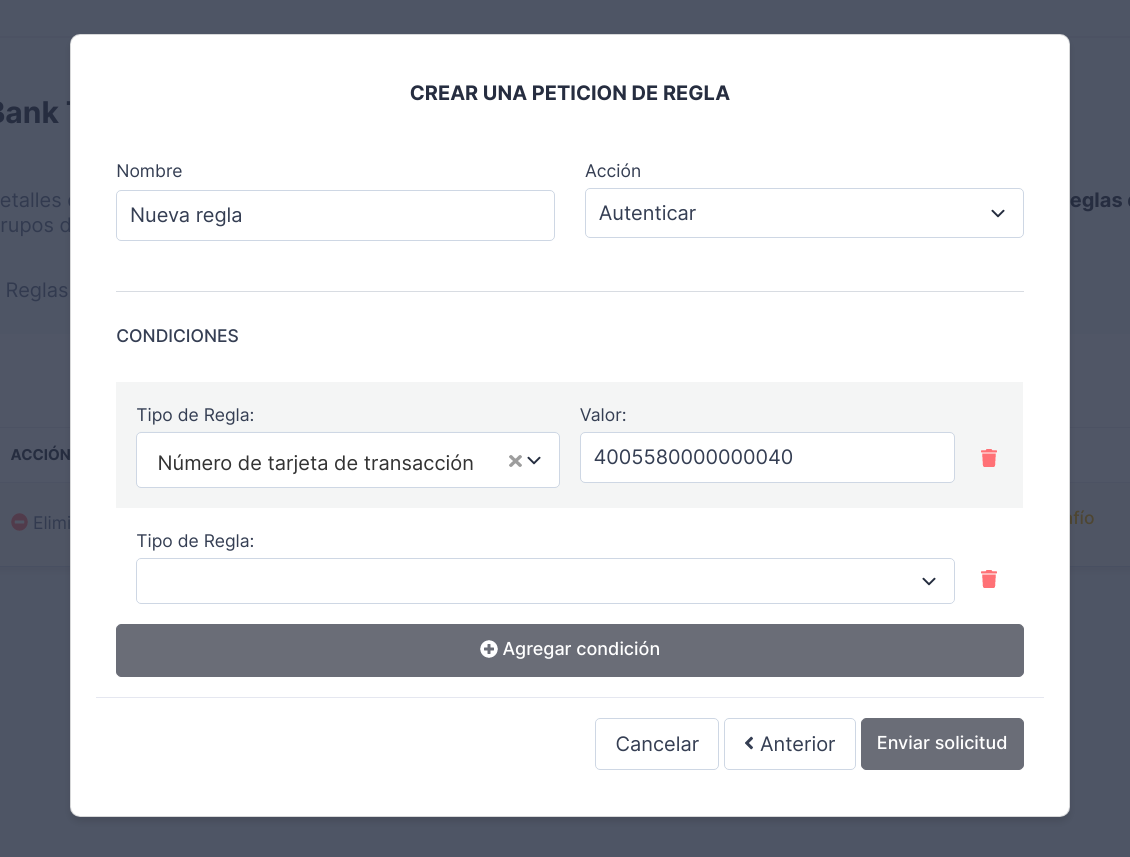 CREAR UNA PETICION DE REGLA
Bank
Nombre
Acción
Nueva regla
Autenticar
etalles
rupos d
eglas
Reglas
CONDICIONES
Tipo de Regla:
Valor:
Número de tarjeta de transacción
4005580000000040
ACCIÓN
Elimi
fío
Tipo de Regla:
Agregar condición
Cancelar
Anterior
Enviar solicitud